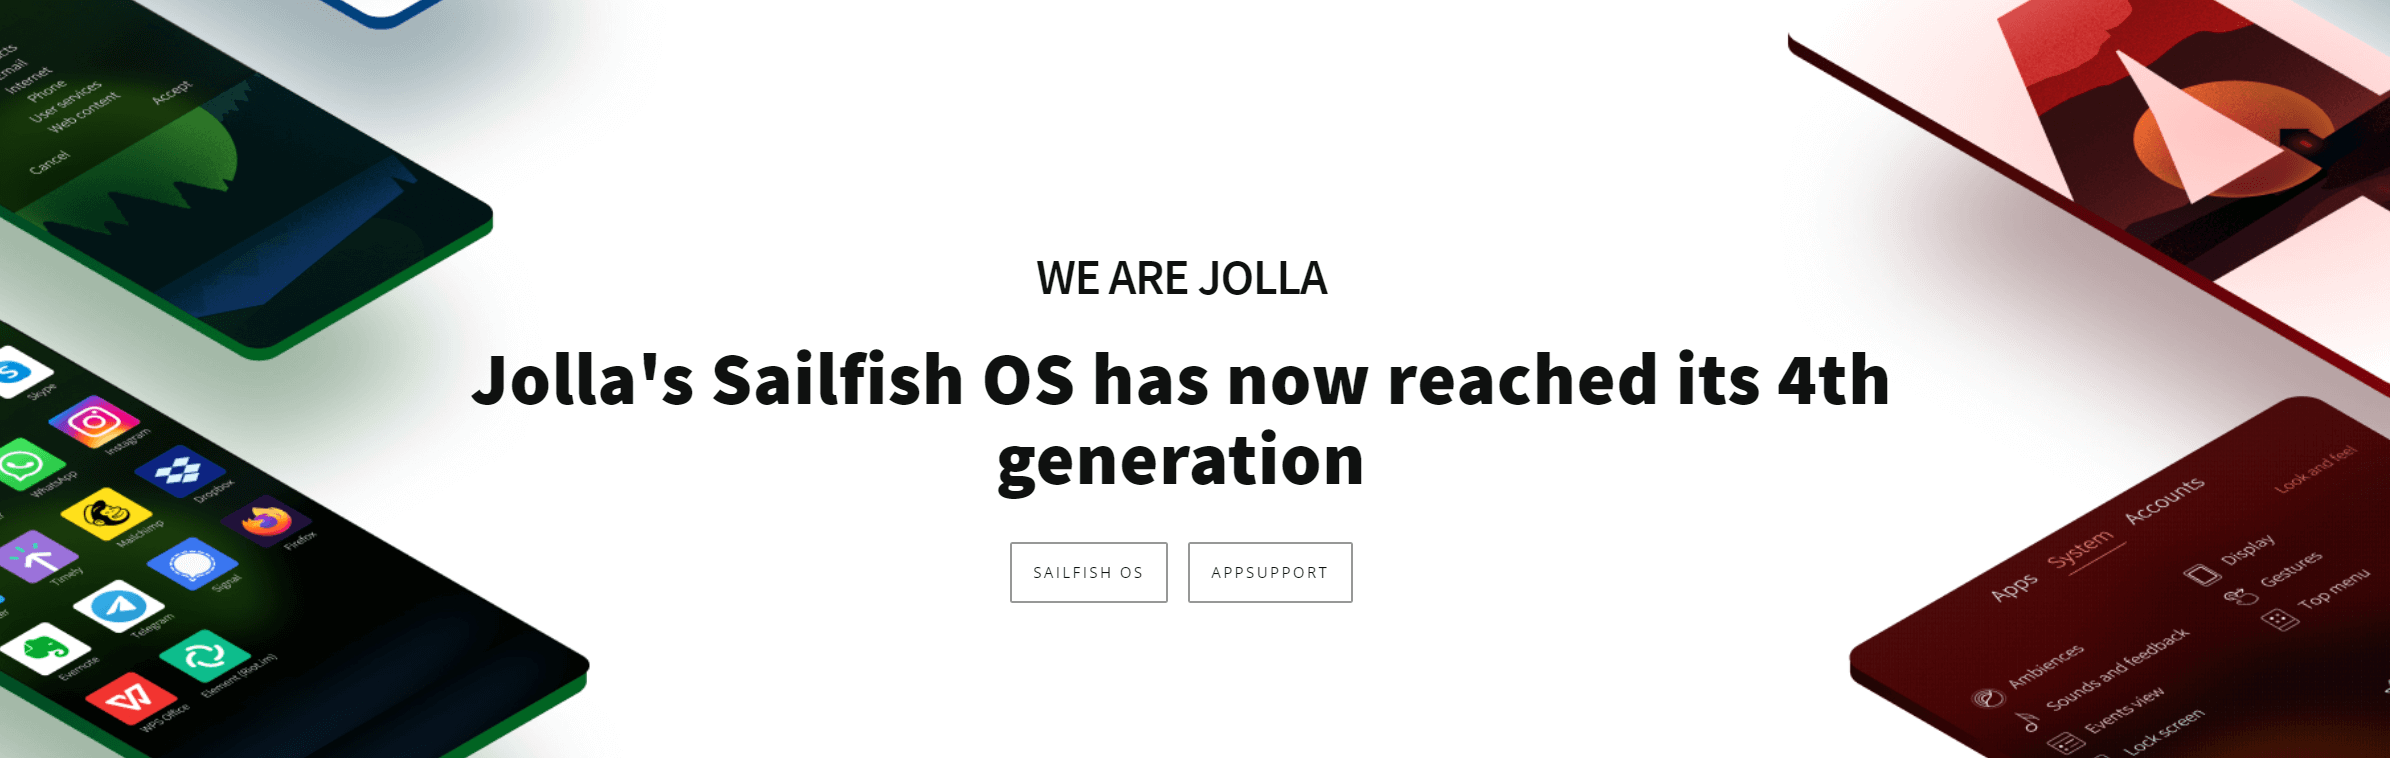 Email
Internet
Phone
User services
Web content
Accept
Cancel
WE ARE JOLLA
Jolla's Sailfish OS has now reached its 4th
generation
SAILFISH OS
APPSUPPORT
Skype
Instagram
WhatsApp
Dropbox
Mailchimp
Firefox
Timely
Signal
Telegram
Evernote
Element (Riot.im)
WPS Office
Look and feel
Apps System Accounts
Display
Gestures
Top menu
Ambiences
Sounds and feedback
Events view
Lock screen